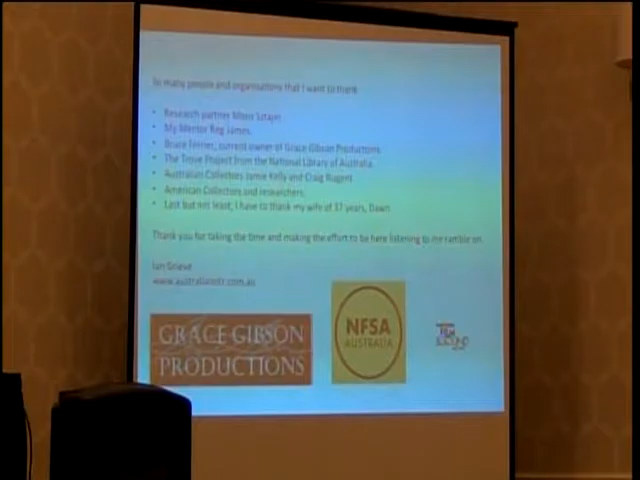 So many people and organisations that I want to thank
• Research partner
• My Mentor Reg James.
• Bruce Ferrier, current owner of Grace Gibson Productions.
• The Trove Project from the National Library of Australia.
• Australian Collectors Jamie Kelly and Craig Rugent.
• American Collectors and researchers.
• Last but not least, I have to thank my wife of 37 years, Dawn.
Thank you for taking the time and making the effort to be here listening to me ramble on.
Ian Grieve
www.australianotr.com.au
GRACE GIBSON
PRODUCTIONS
NFSA
AUSTRALIA
FILM
SOUND